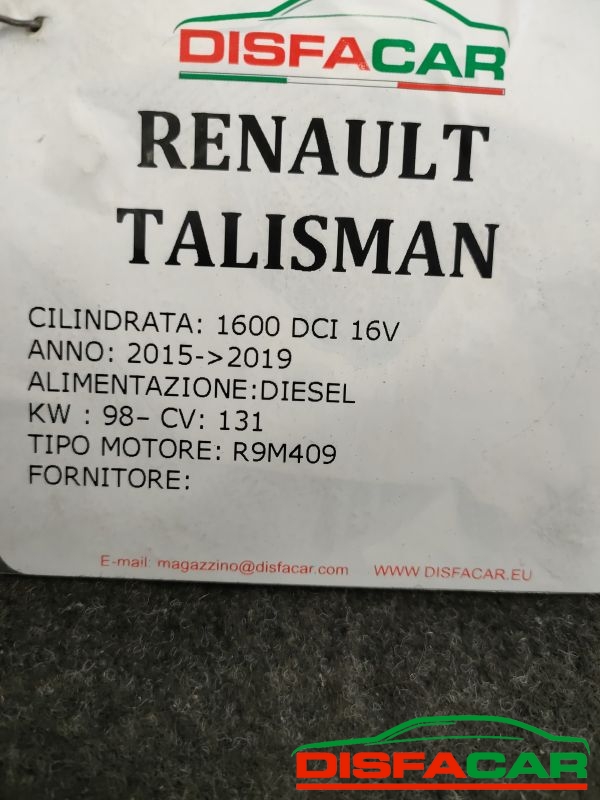 DISFACAR
RENAULT
TALISMAN
CILINDRATA: 1600 DCI 16V
ANNO: 2015->2019
ALIMENTAZIONE:DIESEL
KW : 98– CV: 131
TIPO MOTORE: R9M409
FORNITORE:
E-mail: magazzino@disfacar.com WWW.DISFACAR.EU
DISFACAR